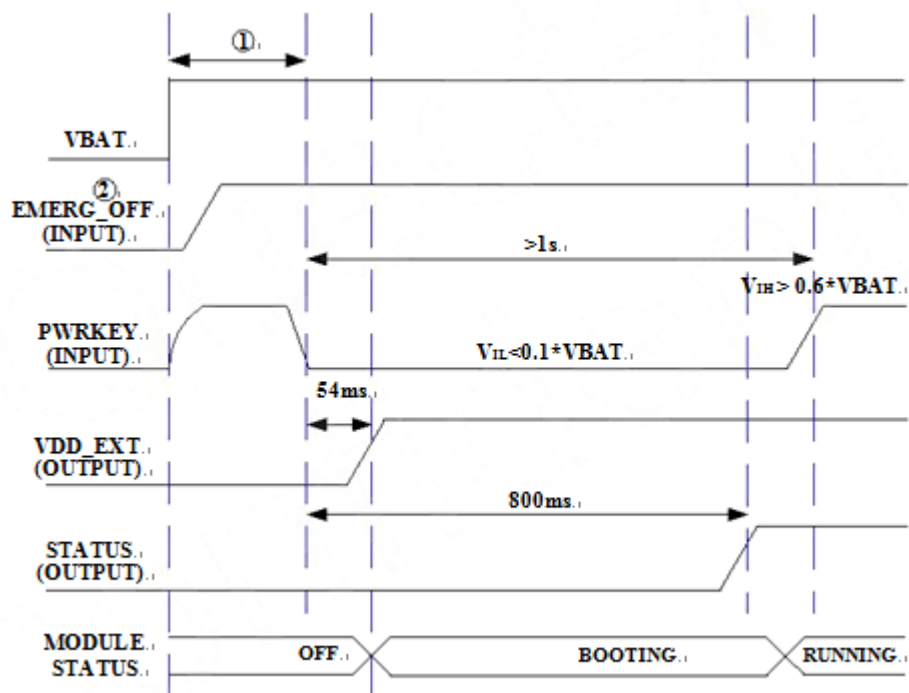 ①
VBAT
②
EMERG_OFF
(INPUT)
>1s
VIH > 0.6*VBAT
PWRKEY
(INPUT)
VIL<0.1*VBAT
54ms
VDD_EXT
(OUTPUT)
800ms
STATUS
(OUTPUT)
MODULE
STATUS
OFF
BOOTING
RUNNING